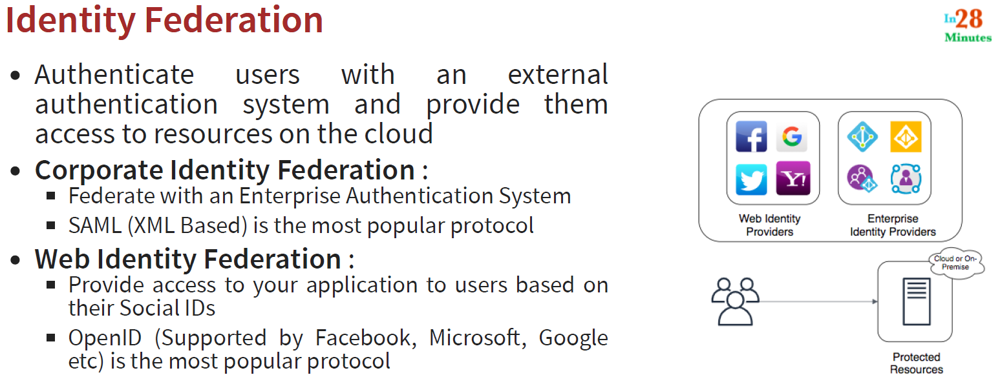 Identity Federation
In28
Minutes
• Authenticate users with an external
authentication system and provide them
access to resources on the cloud
• Corporate Identity Federation :
▪ Federate with an Enterprise Authentication System
▪ SAML (XML Based) is the most popular protocol
• Web Identity Federation :
▪ Provide access to your application to users based on
their Social IDs
▪ OpenID (Supported by Facebook, Microsoft, Google
etc) is the most popular protocol
f G
Y!
Web Identity
Providers
Enterprise
Identity Providers
Cloud or On-
Premise
Protected
Resources